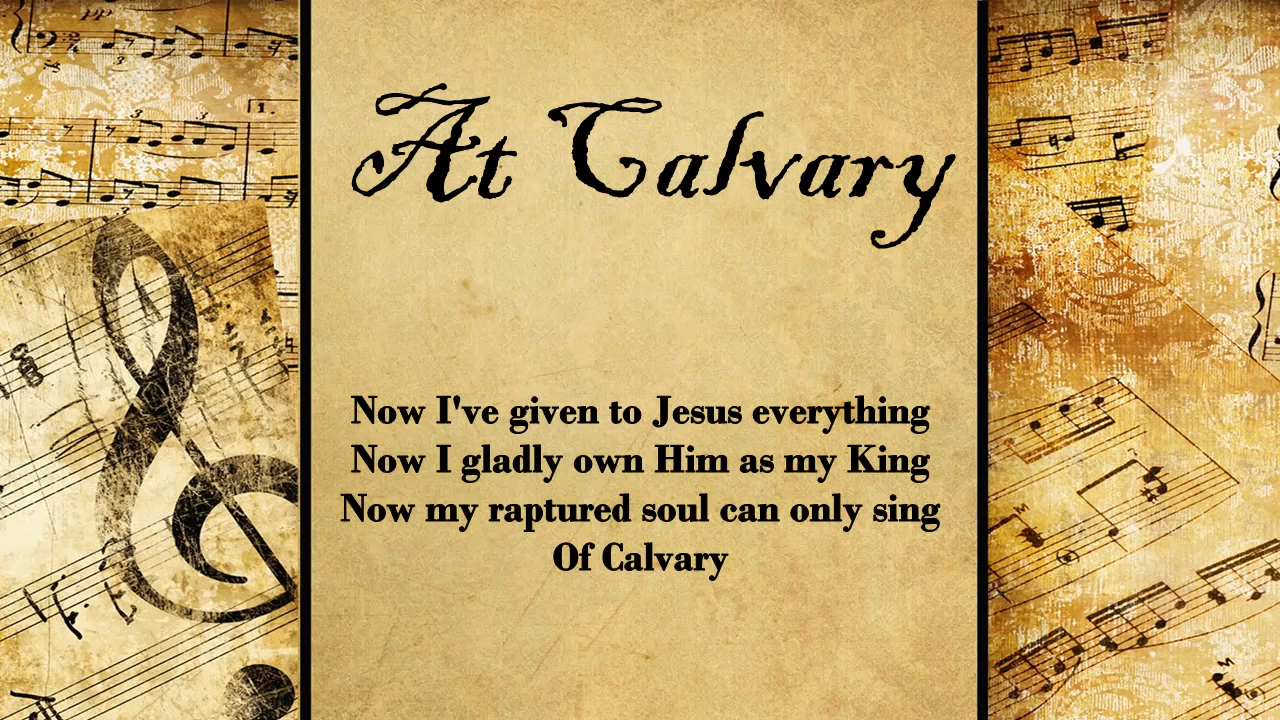 At Calvary
Now I've given to Jesus everything
Now I gladly own Him as my King
Now my raptured soul can only sing
Of Calvary